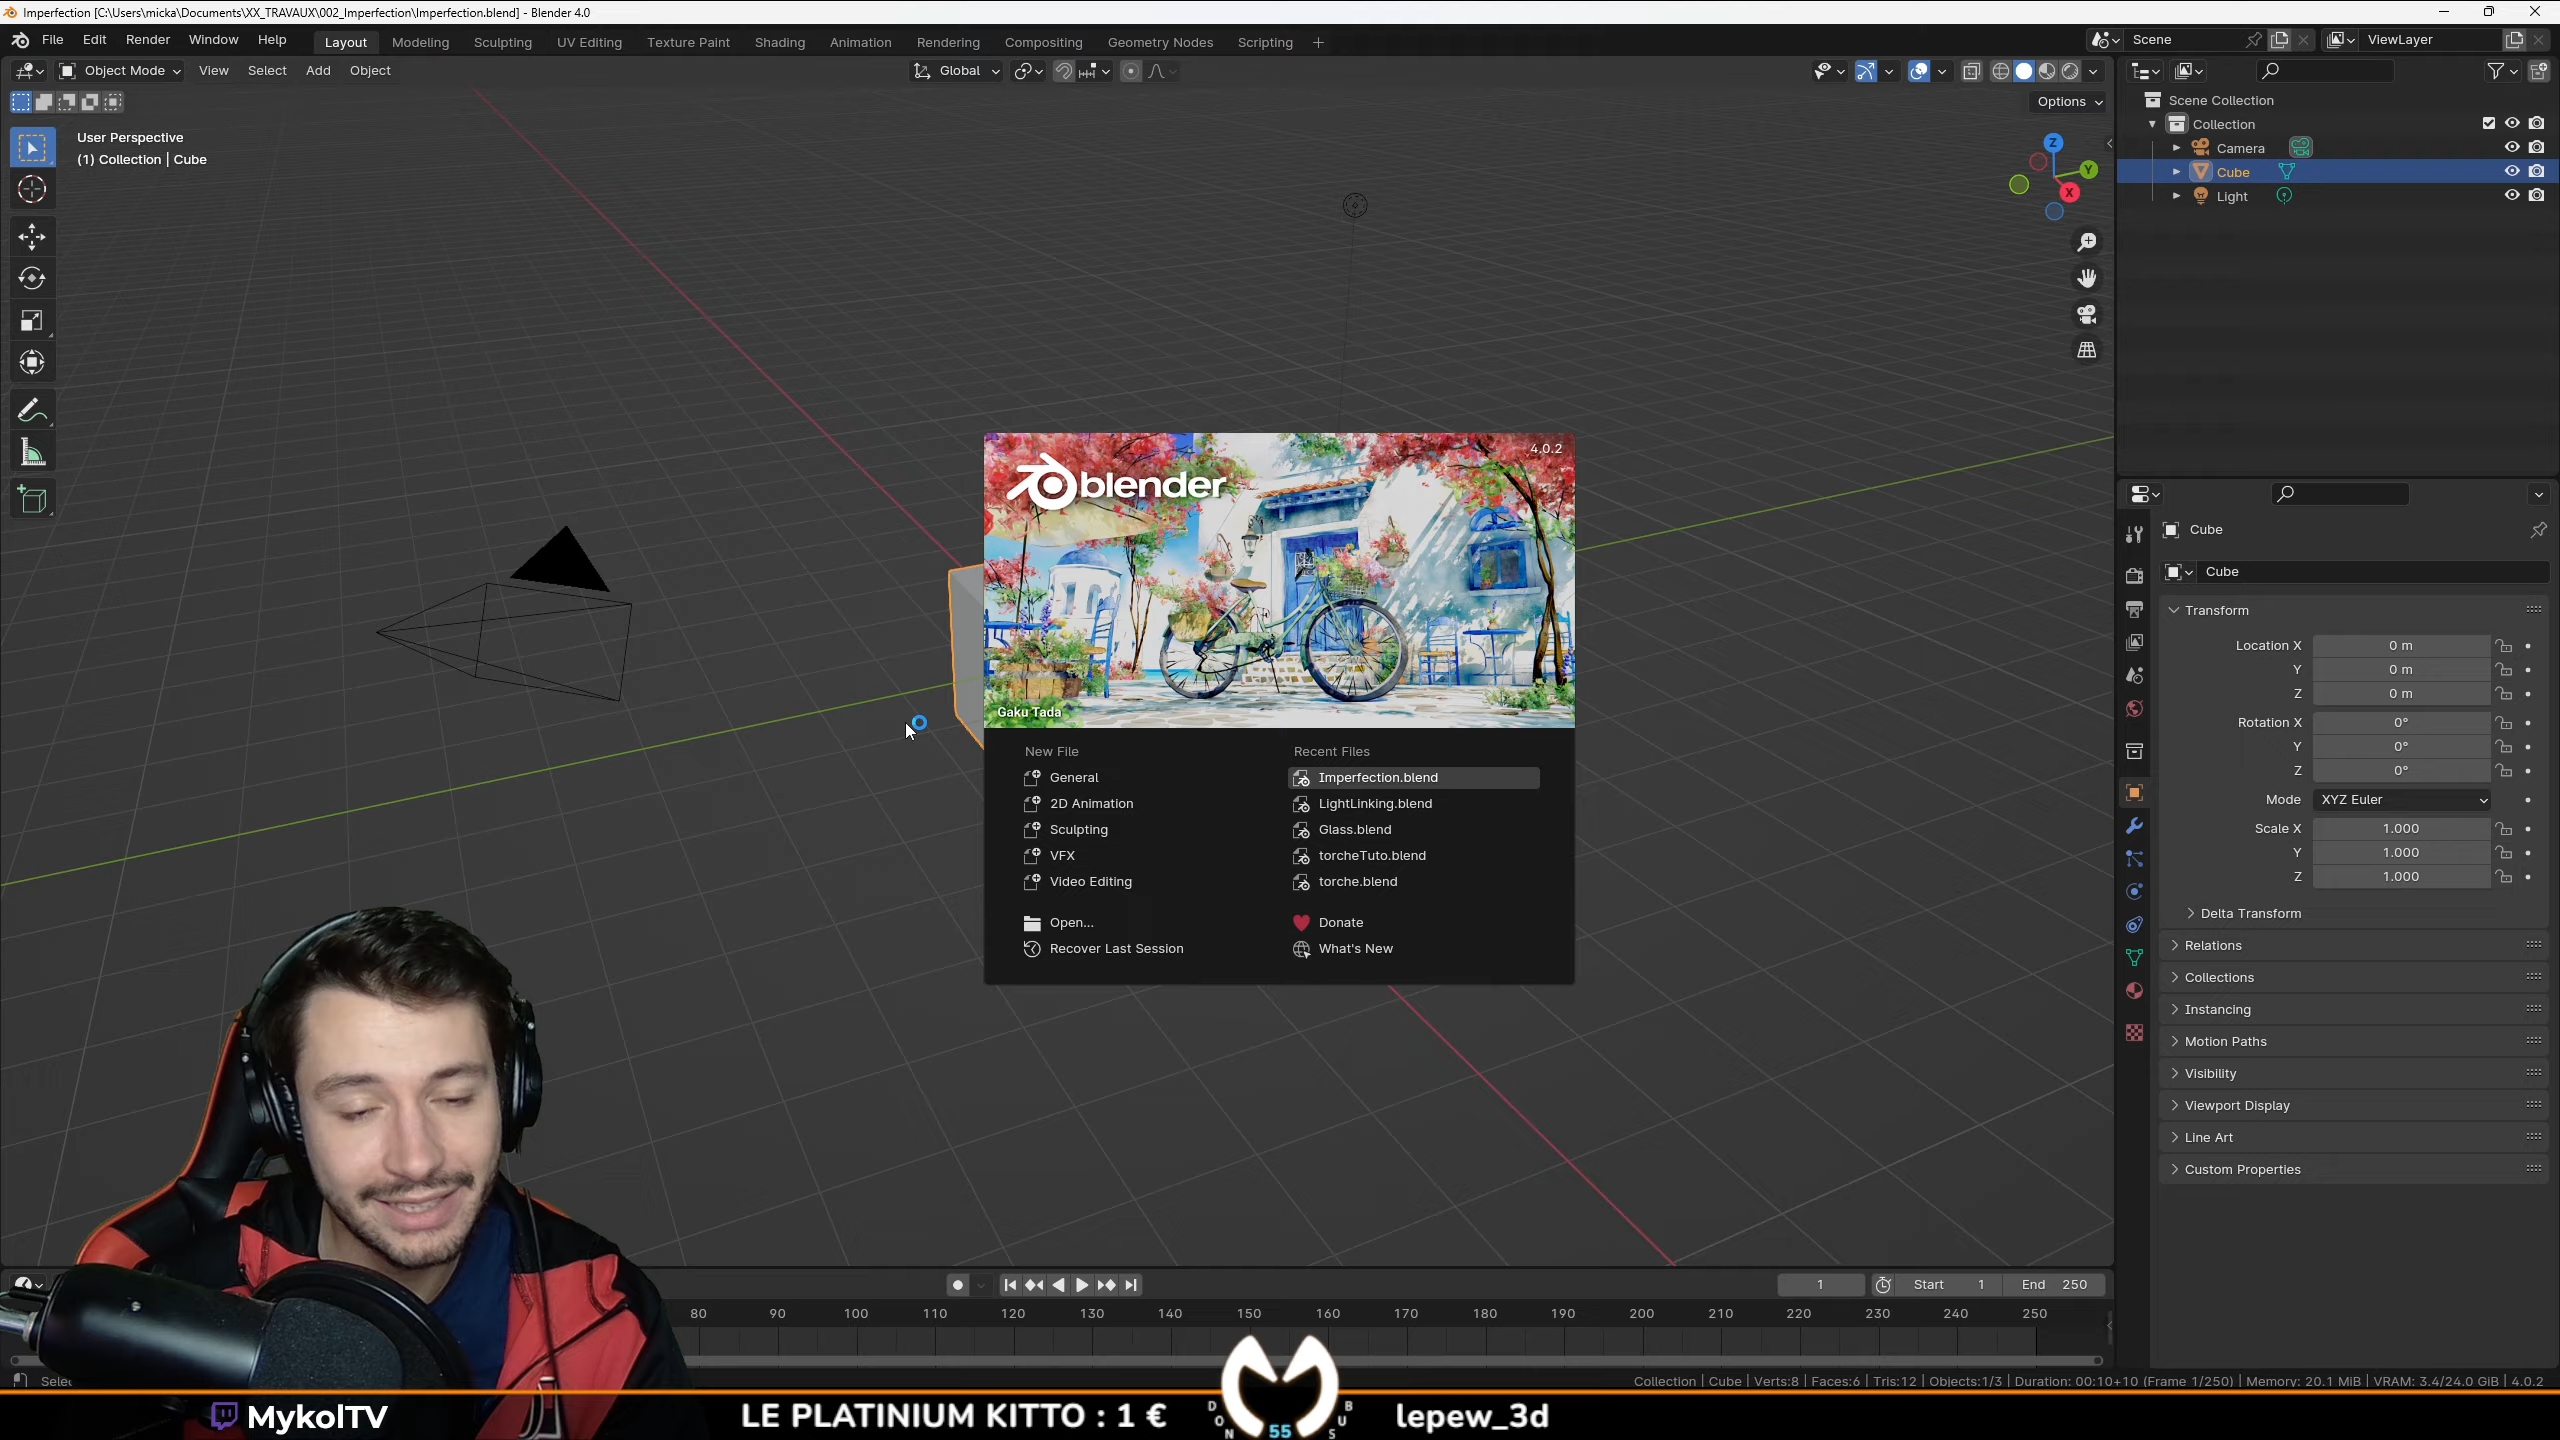 Imperfection [C:\Users\micka\Documents\XX_TRAVAUX\002_Imperfection\Imperfection.blend] - Blender 4.0
File Edit Render Window Help Layout Modeling Sculpting UV Editing Texture Paint Shading Animation Rendering Compositing Geometry Nodes Scripting + Scene ViewLayer
Object Mode View Select Add Object Global
Options
User Perspective
(1) Collection | Cube
Z
Y
X
Scene Collection
Collection
Camera
Cube
Light
4.0.2
blender
Gaku Tada
New File
General
2D Animation
Sculpting
VFX
Video Editing
Open...
Recover Last Session
Recent Files
Imperfection.blend
LightLinking.blend
Glass.blend
torcheTuto.blend
torche.blend
Donate
What's New
Cube
Cube
Transform
Location X 0 m
Y 0 m
Z 0 m
Rotation X 0°
Y 0°
Z 0°
Mode XYZ Euler
Scale X 1.000
Y 1.000
Z 1.000
Delta Transform
Relations
Collections
Instancing
Motion Paths
Visibility
Viewport Display
Line Art
Custom Properties
1 Start 1 End 250
80 90 100 110 120 130 140 150 160 170 180 190 200 210 220 230 240 250
Collection | Cube | Verts:8 | Faces:6 | Tris:12 | Objects:1/3 | Duration: 00:10+10 (Frame 1/250) | Memory: 20.1 MiB | VRAM: 3.4/24.0 GiB | 4.0.2
MykolTV
LE PLATINIUM KITTO : 1 €
DON
55
SUB
lepew_3d